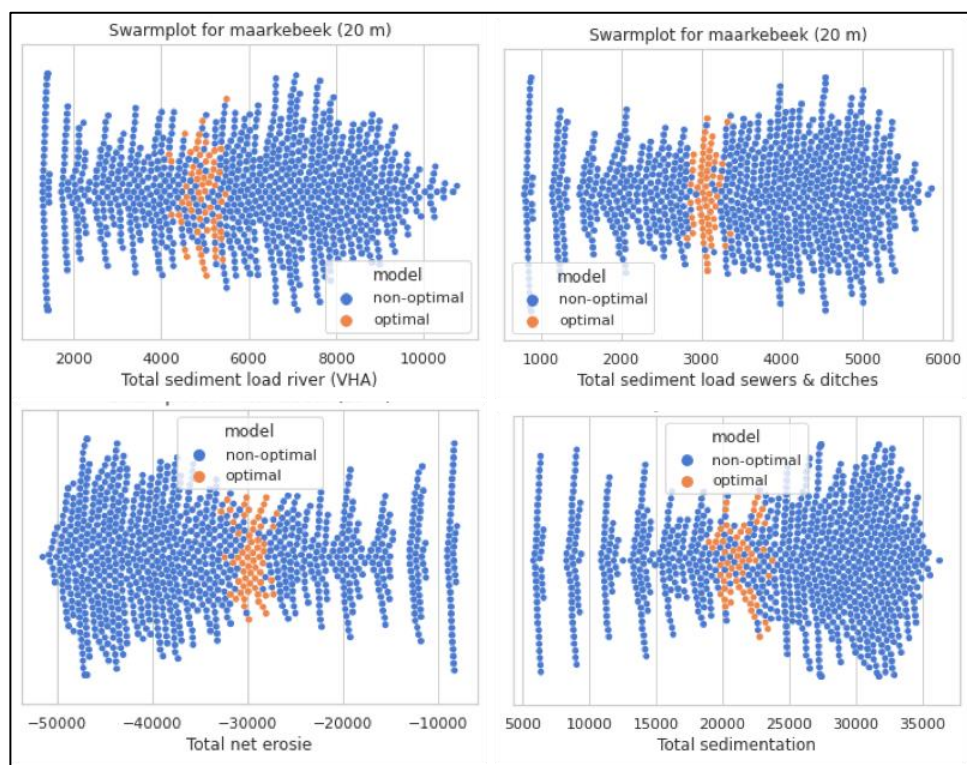 Swarmplot for maarkebeek (20 m)
model
non-optimal
optimal
2000 4000 6000 8000 10000
Total sediment load river (VHA)
Swarmplot for maarkebeek (20 m)
model
non-optimal
optimal
1000 2000 3000 4000 5000 6000
Total sediment load sewers & ditches
model
non-optimal
optimal
−50000 −40000 −30000 −20000 −10000
Total net erosie
model
non-optimal
optimal
5000 10000 15000 20000 25000 30000 35000
Total sedimentation